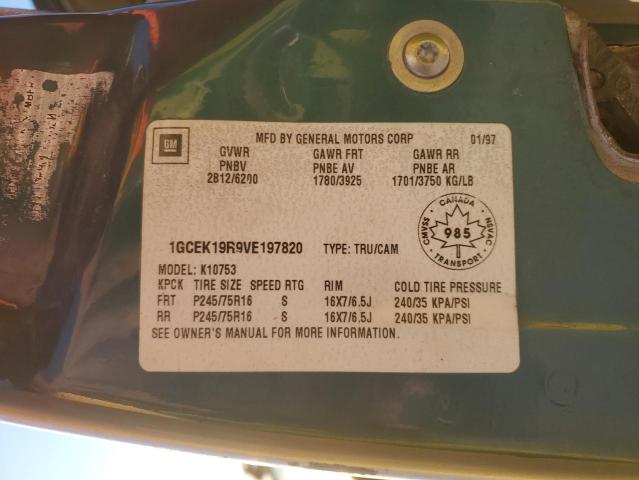 GM
MFD BY GENERAL MOTORS CORP 01/97
GVWR GAWR FRT GAWR RR
PNBV PNBE AV PNBE AR
2812/6200 1780/3925 1701/3750 KG/LB
CANADA
CMVSS 985 NSVAC
TRANSPORT
1GCEK19R9VE197820 TYPE: TRU/CAM
MODEL: K10753
KPCK TIRE SIZE SPEED RTG RIM COLD TIRE PRESSURE
FRT P245/75R16 S 16X7/6.5J 240/35 KPA/PSI
RR P245/75R16 S 16X7/6.5J 240/35 KPA/PSI
SEE OWNER'S MANUAL FOR MORE INFORMATION.